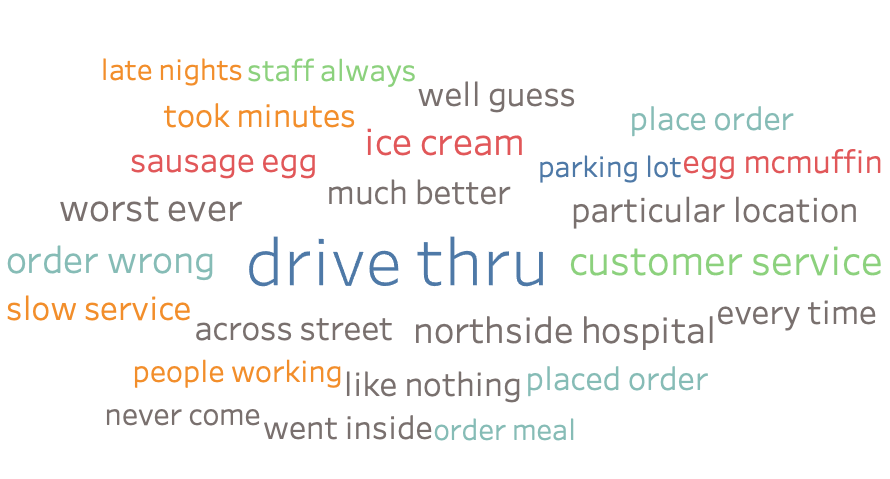 late nights
staff always
well guess
took minutes
place order
ice cream
sausage egg
parking lot
egg mcmuffin
much better
worst ever
particular location
order wrong
drive thru
customer service
slow service
across street
northside hospital
every time
people working
like nothing
placed order
never come
went inside
order meal